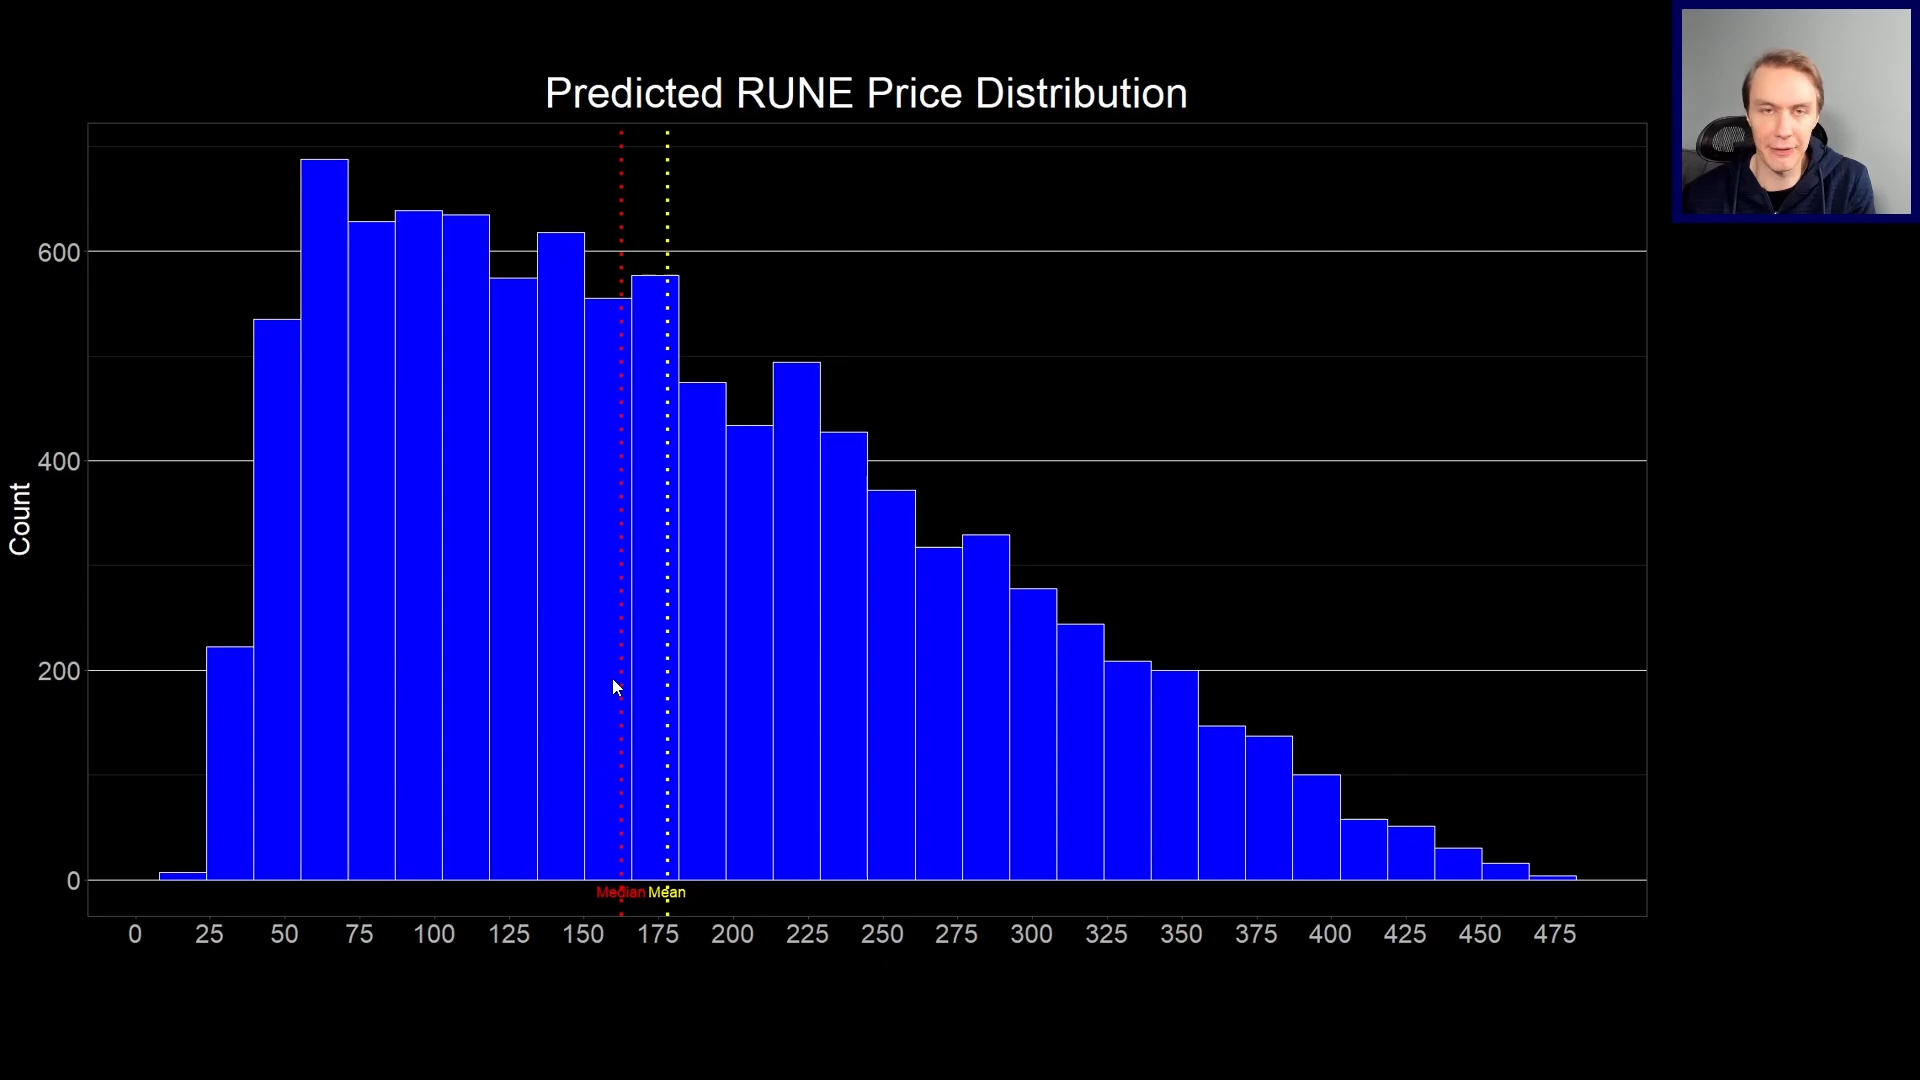 Predicted RUNE Price Distribution
600
400
200
0
Count
Median Mean
0 25 50 75 100 125 150 175 200 225 250 275 300 325 350 375 400 425 450 475